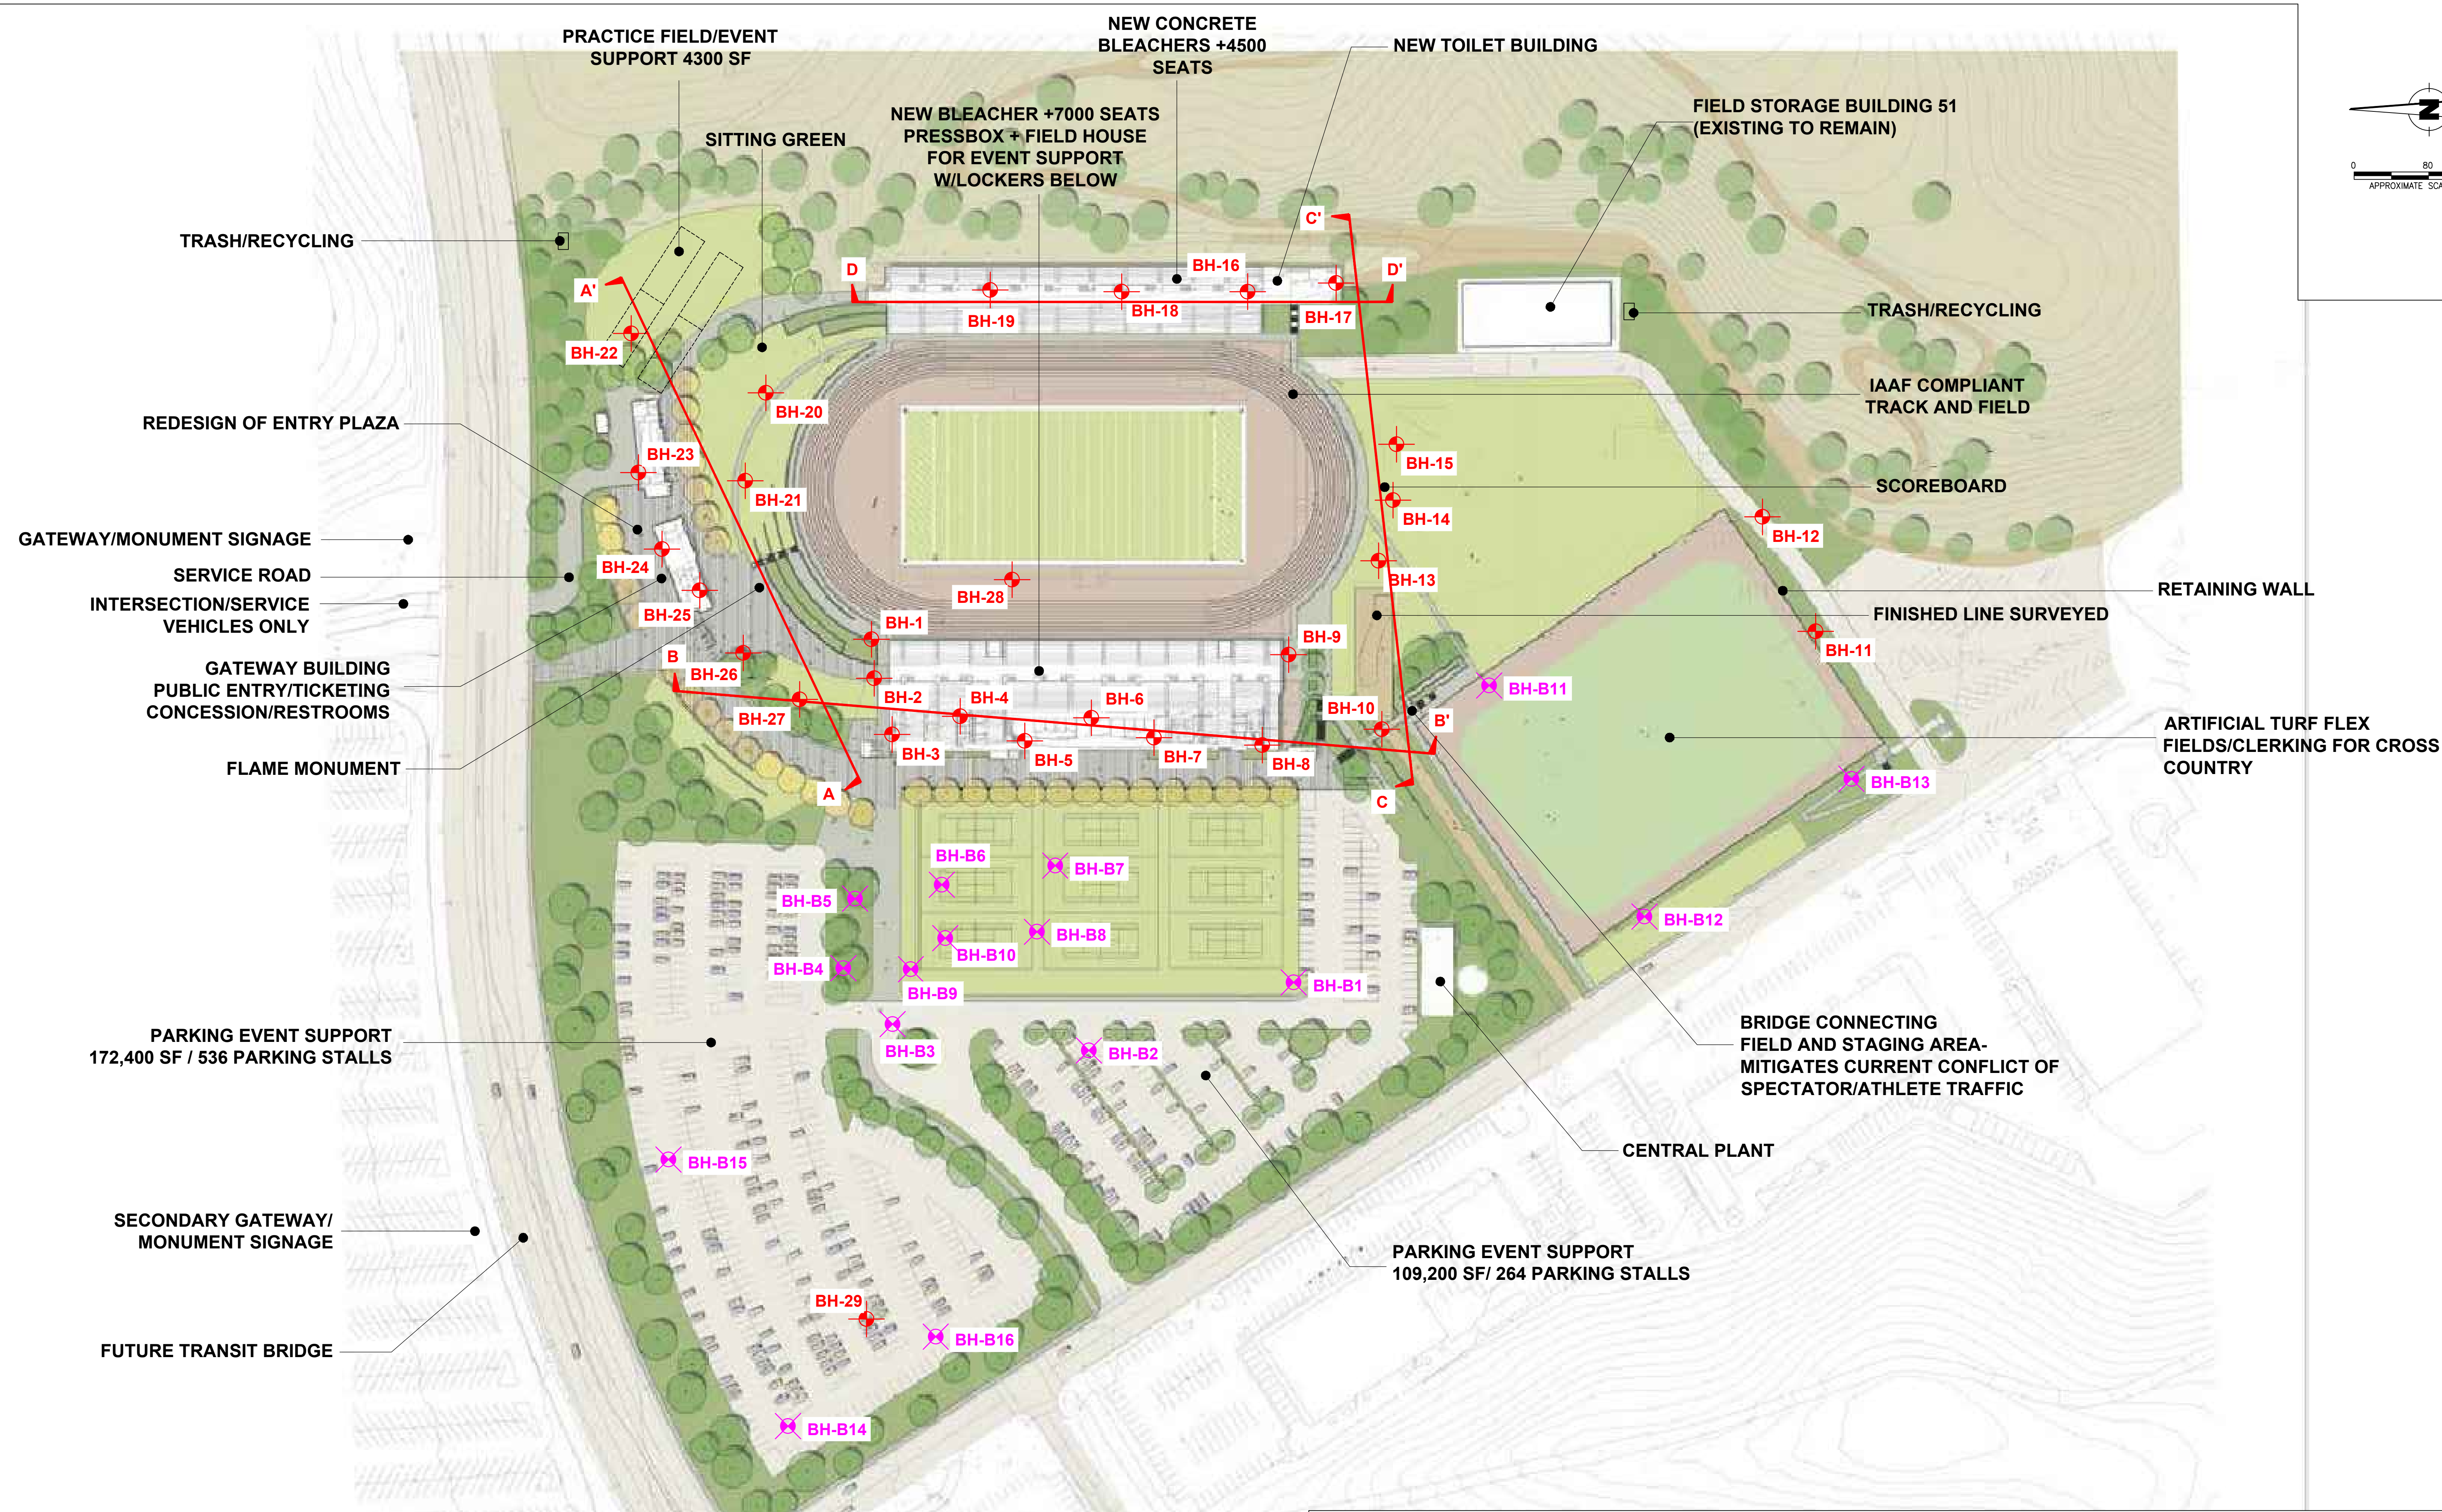 PRACTICE FIELD/EVENT
SUPPORT 4300 SF
NEW CONCRETE
BLEACHERS +4500
SEATS
NEW TOILET BUILDING
NEW BLEACHER +7000 SEATS
PRESSBOX + FIELD HOUSE
FOR EVENT SUPPORT
W/LOCKERS BELOW
FIELD STORAGE BUILDING 51
(EXISTING TO REMAIN)
N
0 80
SITTING GREEN
TRASH/RECYCLING
C'
D
BH-16
D'
A'
BH-19
BH-18
BH-17
TRASH/RECYCLING
BH-22
IAAF COMPLIANT
TRACK AND FIELD
BH-20
REDESIGN OF ENTRY PLAZA
BH-23
BH-15
SCOREBOARD
BH-21
BH-14
BH-12
GATEWAY/MONUMENT SIGNAGE
BH-24
SERVICE ROAD
BH-13
RETAINING WALL
INTERSECTION/SERVICE
VEHICLES ONLY
BH-25
BH-28
FINISHED LINE SURVEYED
BH-1
BH-9
BH-11
B
BH-26
GATEWAY BUILDING
PUBLIC ENTRY/TICKETING
CONCESSION/RESTROOMS
BH-2
BH-4
BH-6
BH-B11
BH-27
BH-10
B'
BH-3
BH-5
BH-7
BH-8
ARTIFICIAL TURF FLEX
FIELDS/CLERKING FOR CROSS
COUNTRY
FLAME MONUMENT
A
C
BH-B13
BH-B6
BH-B7
BH-B5
BH-B12
BH-B8
BH-B10
BH-B4
BH-B9
BH-B1
PARKING EVENT SUPPORT
172,400 SF / 536 PARKING STALLS
BH-B3
BH-B2
BRIDGE CONNECTING
FIELD AND STAGING AREA-
MITIGATES CURRENT CONFLICT OF
SPECTATOR/ATHLETE TRAFFIC
CENTRAL PLANT
BH-B15
SECONDARY GATEWAY/
MONUMENT SIGNAGE
PARKING EVENT SUPPORT
109,200 SF/ 264 PARKING STALLS
BH-29
BH-B16
FUTURE TRANSIT BRIDGE
BH-B14